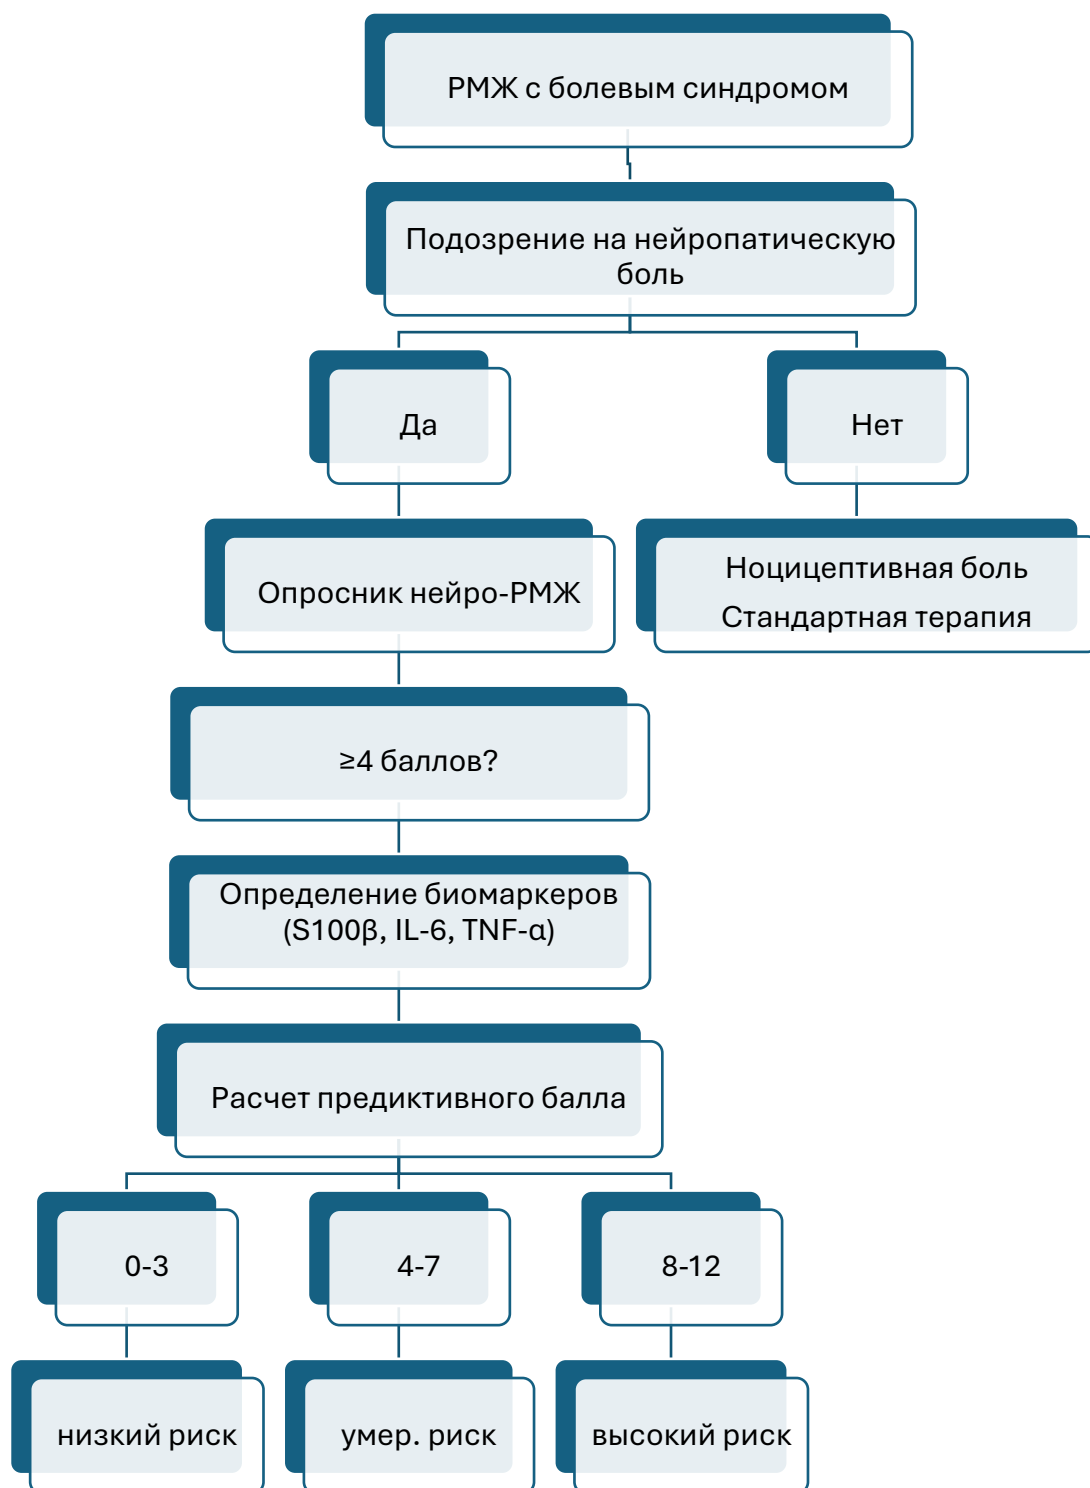 РМЖ с болевым синдромом
Подозрение на нейропатическую
боль
Да
Нет
Опросник нейро-РМЖ
Ноцицептивная боль
Стандартная терапия
≥4 баллов?
Определение биомаркеров
(S100β, IL-6, TNF-α)
Расчет предиктивного балла
0-3
4-7
8-12
низкий риск
умер. риск
высокий риск